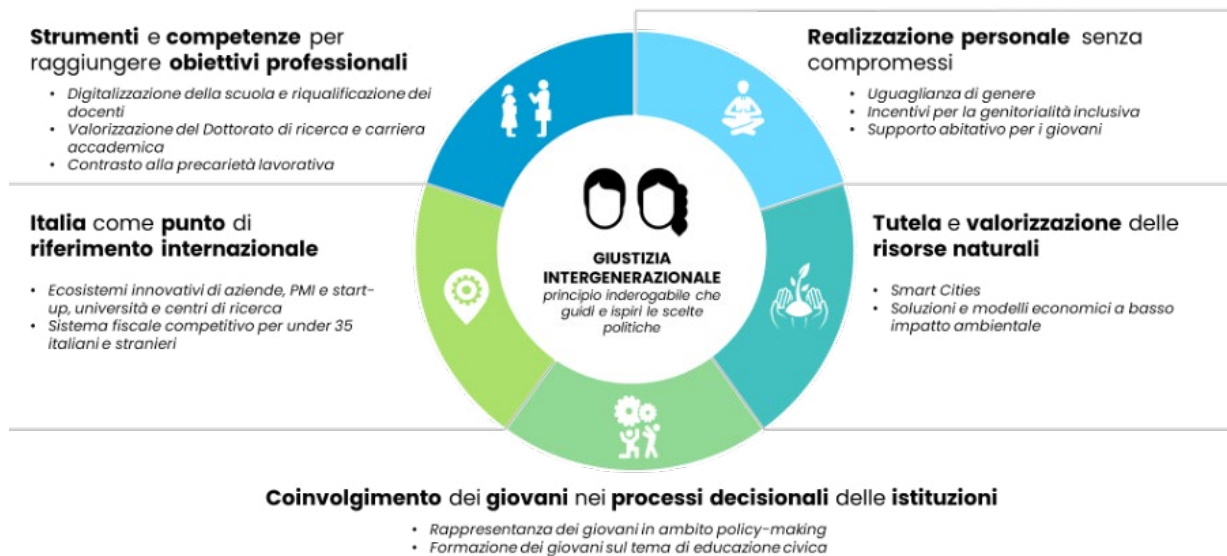 Strumenti e competenze per
raggiungere obiettivi professionali
• Digitalizzazione della scuola e riqualificazione dei
docenti
• Valorizzazione del Dottorato di ricerca e carriera
accademica
• Contrasto alla precarietà lavorativa
Realizzazione personale senza
compromessi
• Uguaglianza di genere
• Incentivi per la genitorialità inclusiva
• Supporto abitativo per i giovani
GIUSTIZIA
INTERGENERAZIONALE
principio inderogabile che
guidi e ispiri le scelte
politiche
Italia come punto di
riferimento internazionale
• Ecosistemi innovativi di aziende, PMI e start-
up, università e centri di ricerca
• Sistema fiscale competitivo per under 35
italiani e stranieri
Tutela e valorizzazione delle
risorse naturali
• Smart Cities
• Soluzioni e modelli economici a basso
impatto ambientale
Coinvolgimento dei giovani nei processi decisionali delle istituzioni
• Rappresentanza dei giovani in ambito policy-making
• Formazione dei giovani sul tema di educazione civica